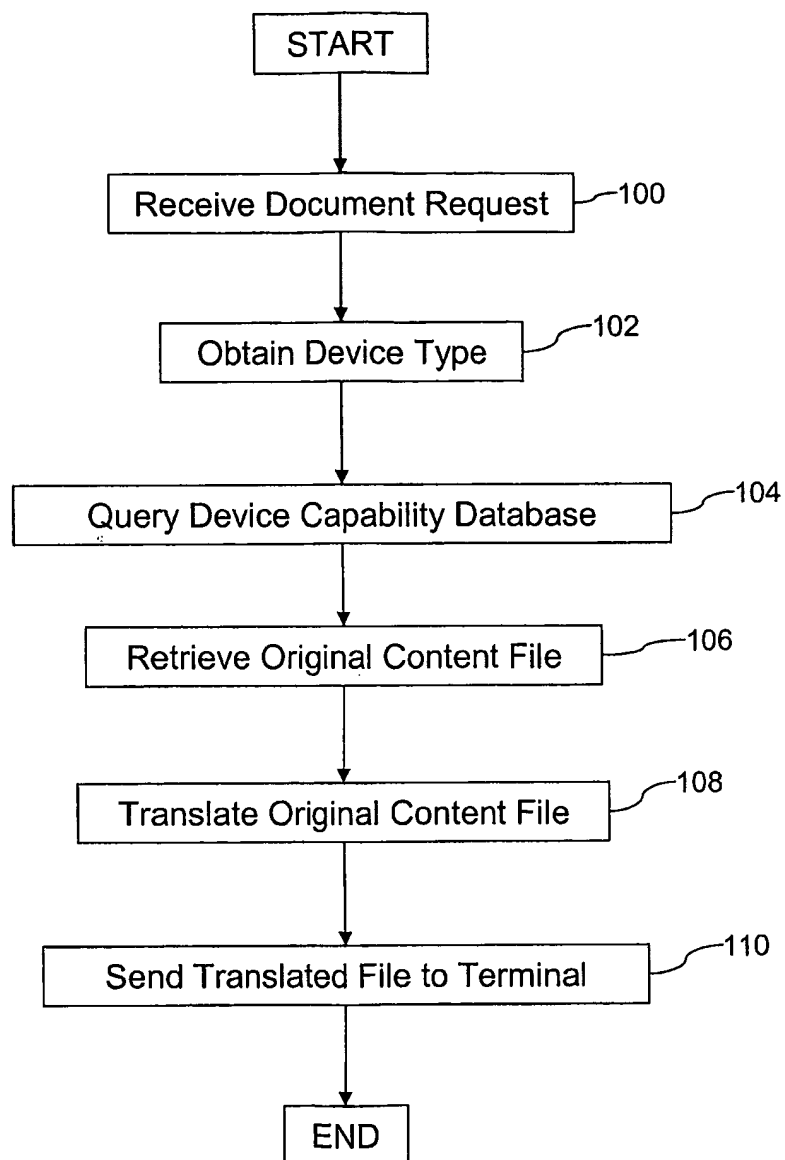 START
Receive Document Request
100
Obtain Device Type
102
Query Device Capability Database
104
Retrieve Original Content File
106
Translate Original Content File
108
Send Translated File to Terminal
110
END